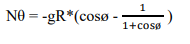 Nθ = -gR*(cosø - 1/(1+cosø)